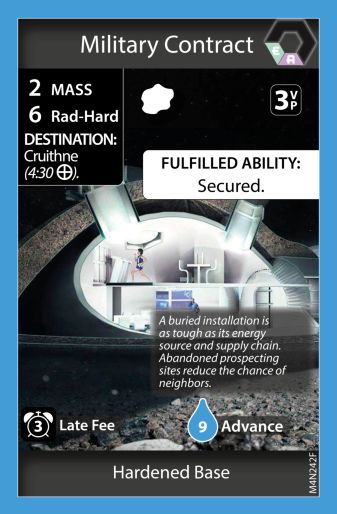 Military Contract
E A
2 MASS
6 Rad-Hard
DESTINATION:
Cruithne
(4:30 ⊕).
3 VP
FULFILLED ABILITY:
Secured.
A buried installation is
as tough as its energy
source and supply chain.
Abandoned prospecting
sites reduce the chance of
neighbors.
3 Late Fee
9 Advance
Hardened Base
M4N242F